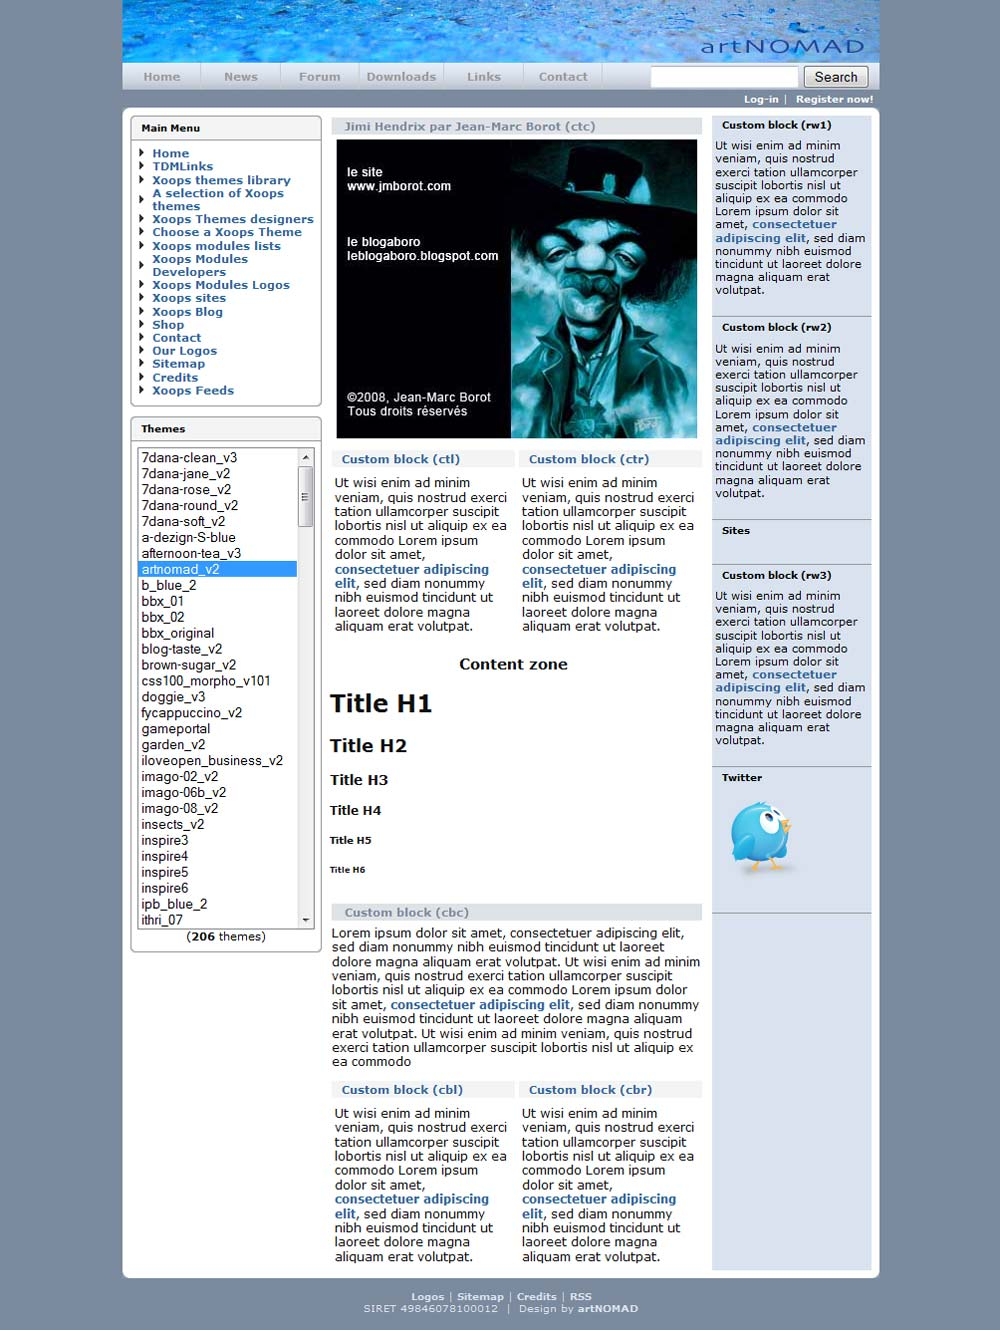 artNOMAD
Home News Forum Downloads Links Contact Search
Log-in | Register now!
Main Menu
Home
TDMLinks
Xoops themes library
A selection of Xoops
themes
Xoops Themes designers
Choose a Xoops Theme
Xoops modules lists
Xoops Modules
Developers
Xoops Modules Logos
Xoops sites
Xoops Blog
Shop
Contact
Our Logos
Sitemap
Credits
Xoops Feeds
Themes
7dana-clean_v3
7dana-jane_v2
7dana-rose_v2
7dana-round_v2
7dana-soft_v2
a-dezign-S-blue
afternoon-tea_v3
artnomad_v2
b_blue_2
bbx_01
bbx_02
bbx_original
blog-taste_v2
brown-sugar_v2
css100_morpho_v101
doggie_v3
fycappuccino_v2
gameportal
garden_v2
iloveopen_business_v2
imago-02_v2
imago-06b_v2
imago-08_v2
insects_v2
inspire3
inspire4
inspire5
inspire6
ipb_blue_2
ithri_07
(206 themes)
Jimi Hendrix par Jean-Marc Borot (ctc)
le site
www.jmborot.com
le blogaboro
leblogaboro.blogspot.com
©2008, Jean-Marc Borot
Tous droits réservés
Custom block (ctl)
Ut wisi enim ad minim
veniam, quis nostrud exerci
tation ullamcorper suscipit
lobortis nisl ut aliquip ex ea
commodo Lorem ipsum
dolor sit amet,
consectetuer adipiscing
elit, sed diam nonummy
nibh euismod tincidunt ut
laoreet dolore magna
aliquam erat volutpat.
Custom block (ctr)
Ut wisi enim ad minim
veniam, quis nostrud exerci
tation ullamcorper suscipit
lobortis nisl ut aliquip ex ea
commodo Lorem ipsum
dolor sit amet,
consectetuer adipiscing
elit, sed diam nonummy
nibh euismod tincidunt ut
laoreet dolore magna
aliquam erat volutpat.
Content zone
Title H1
Title H2
Title H3
Title H4
Title H5
Title H6
Custom block (cbc)
Lorem ipsum dolor sit amet, consectetuer adipiscing elit,
sed diam nonummy nibh euismod tincidunt ut laoreet
dolore magna aliquam erat volutpat. Ut wisi enim ad minim
veniam, quis nostrud exerci tation ullamcorper suscipit
lobortis nisl ut aliquip ex ea commodo Lorem ipsum dolor
sit amet, consectetuer adipiscing elit, sed diam nonummy
nibh euismod tincidunt ut laoreet dolore magna aliquam
erat volutpat. Ut wisi enim ad minim veniam, quis nostrud
exerci tation ullamcorper suscipit lobortis nisl ut aliquip ex
ea commodo
Custom block (cbl)
Ut wisi enim ad minim
veniam, quis nostrud exerci
tation ullamcorper suscipit
lobortis nisl ut aliquip ex ea
commodo Lorem ipsum
dolor sit amet,
consectetuer adipiscing
elit, sed diam nonummy
nibh euismod tincidunt ut
laoreet dolore magna
aliquam erat volutpat.
Custom block (cbr)
Ut wisi enim ad minim
veniam, quis nostrud exerci
tation ullamcorper suscipit
lobortis nisl ut aliquip ex ea
commodo Lorem ipsum
dolor sit amet,
consectetuer adipiscing
elit, sed diam nonummy
nibh euismod tincidunt ut
laoreet dolore magna
aliquam erat volutpat.
Custom block (rw1)
Ut wisi enim ad minim
veniam, quis nostrud
exerci tation ullamcorper
suscipit lobortis nisl ut
aliquip ex ea commodo
Lorem ipsum dolor sit
amet, consectetuer
adipiscing elit, sed diam
nonummy nibh euismod
tincidunt ut laoreet dolore
magna aliquam erat
volutpat.
Custom block (rw2)
Ut wisi enim ad minim
veniam, quis nostrud
exerci tation ullamcorper
suscipit lobortis nisl ut
aliquip ex ea commodo
Lorem ipsum dolor sit
amet, consectetuer
adipiscing elit, sed diam
nonummy nibh euismod
tincidunt ut laoreet dolore
magna aliquam erat
volutpat.
Sites
Custom block (rw3)
Ut wisi enim ad minim
veniam, quis nostrud
exerci tation ullamcorper
suscipit lobortis nisl ut
aliquip ex ea commodo
Lorem ipsum dolor sit
amet, consectetuer
adipiscing elit, sed diam
nonummy nibh euismod
tincidunt ut laoreet dolore
magna aliquam erat
volutpat.
Twitter
Logos | Sitemap | Credits | RSS
SIRET 49846078100012 | Design by artNOMAD